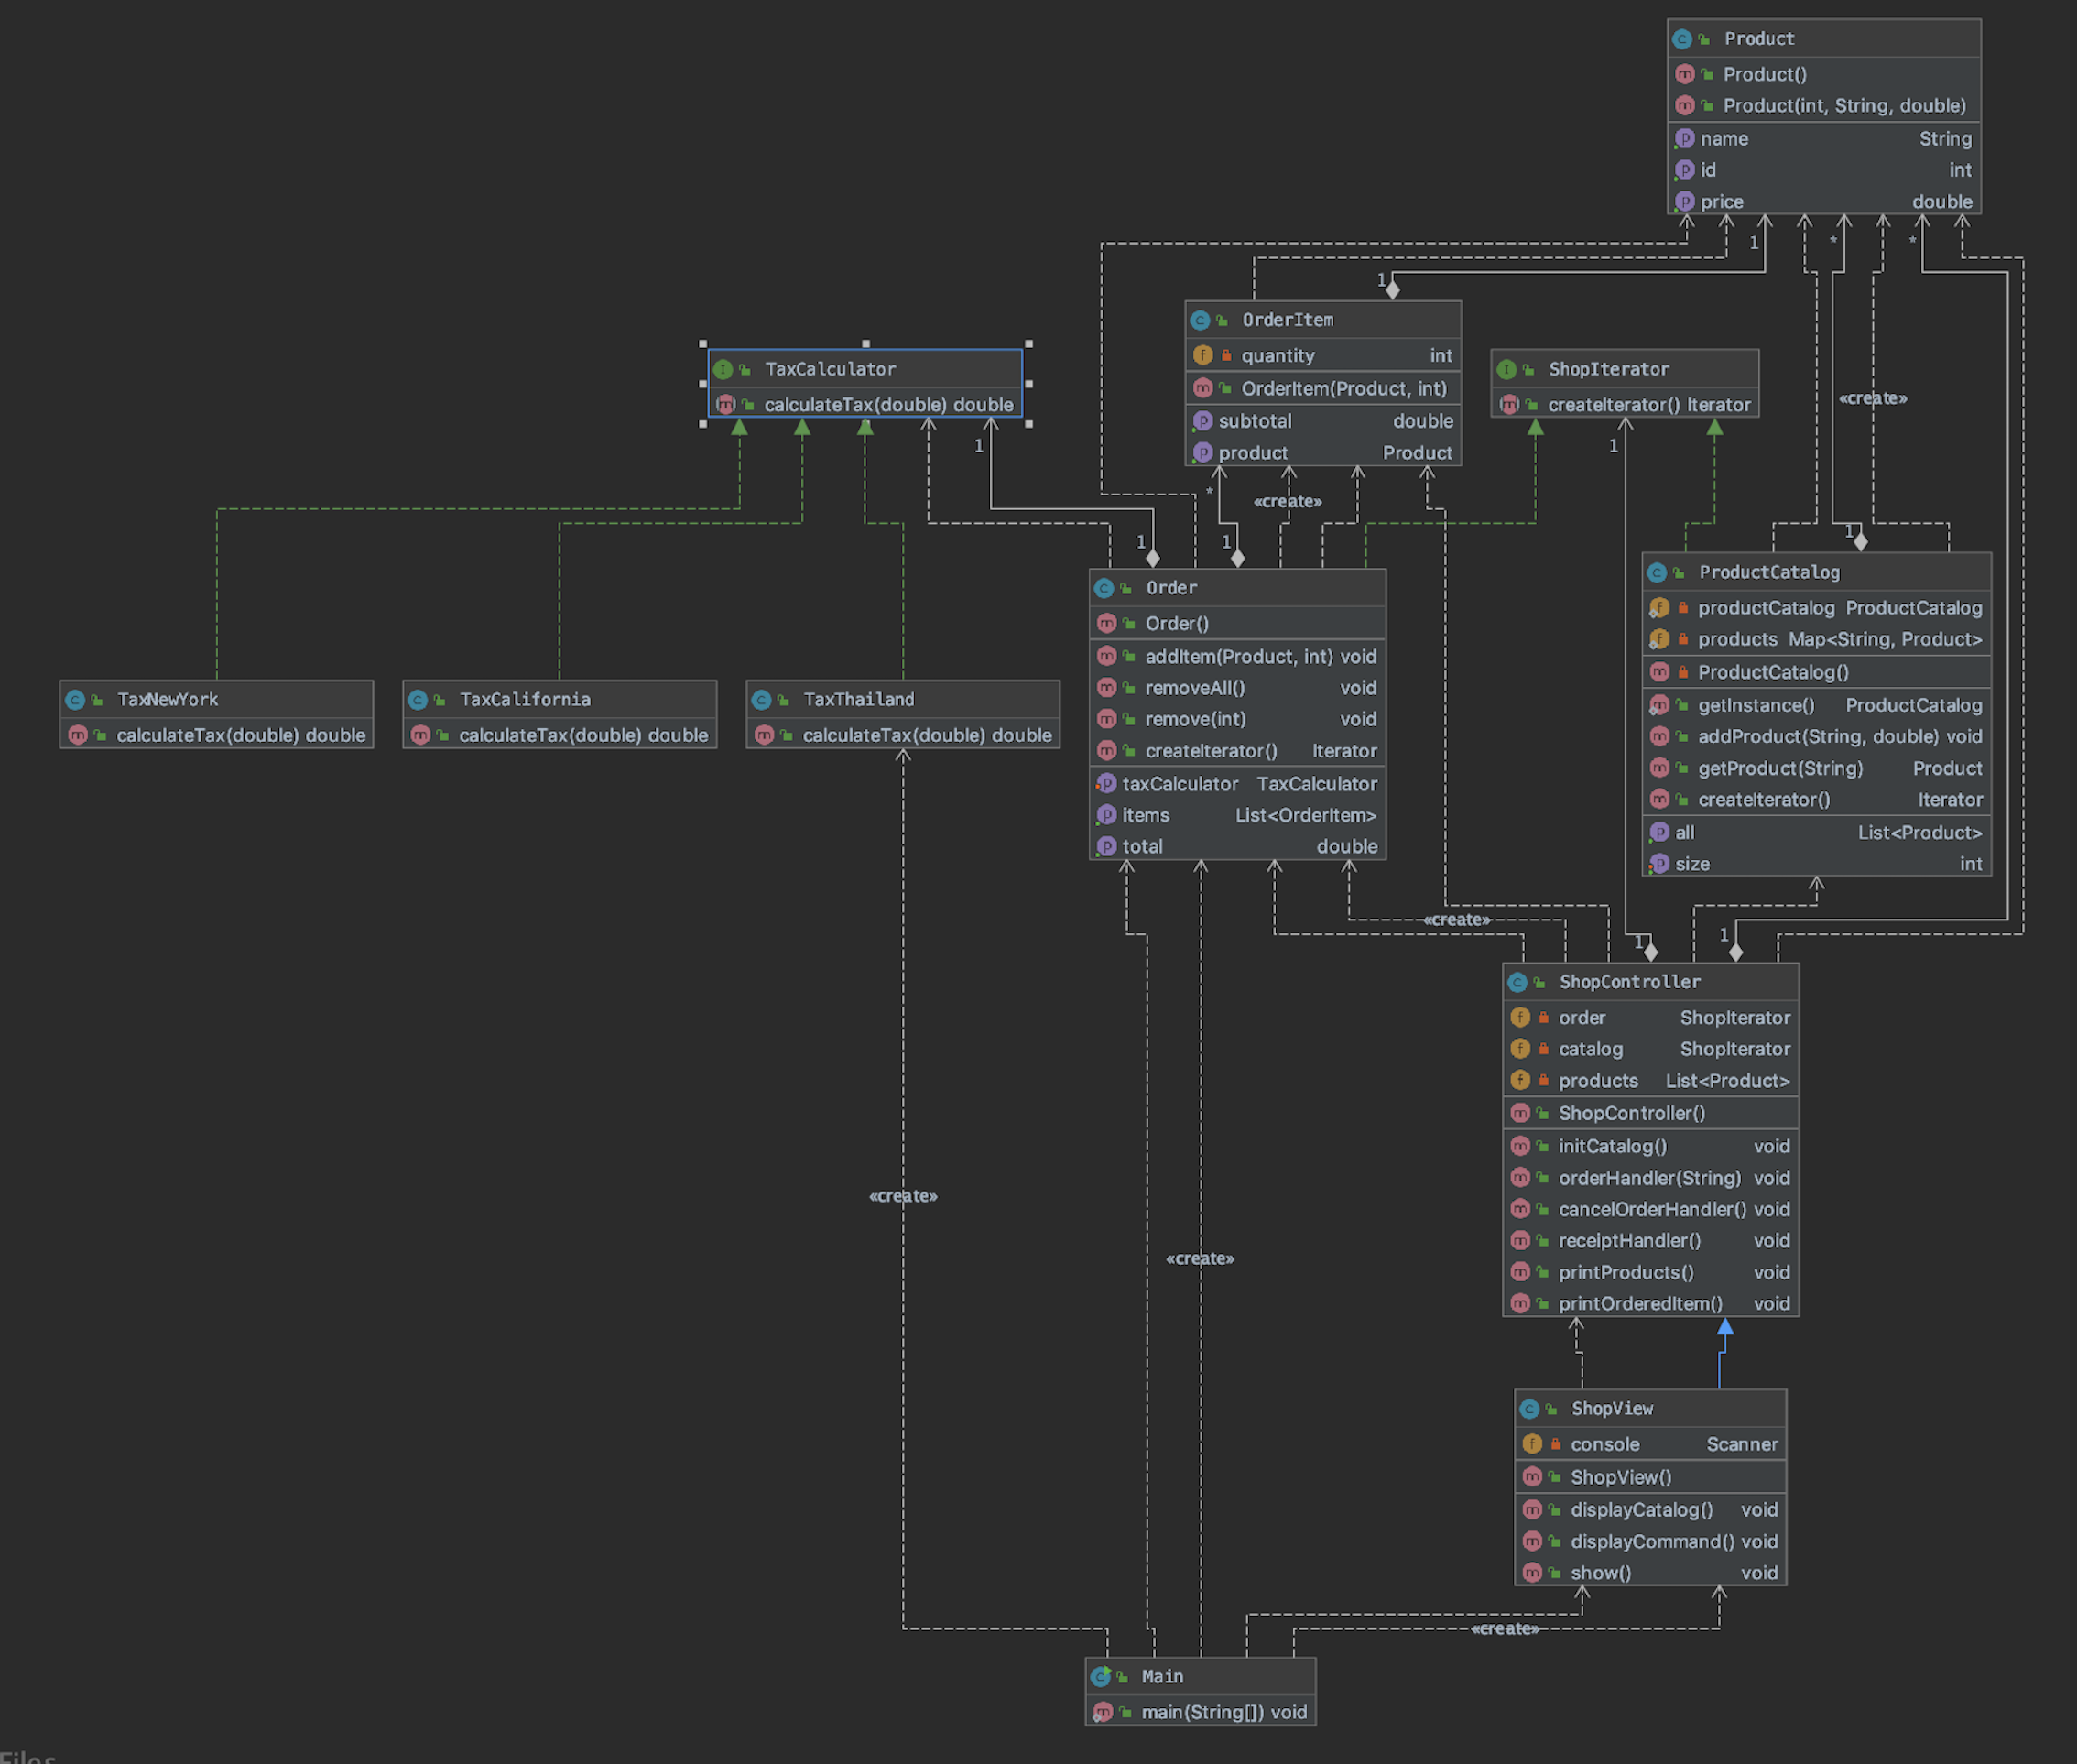 Product
Product()
Product(int, String, double)
name String
id int
price double
1
*
*
1
OrderItem
quantity int
OrderItem(Product, int)
subtotal double
product Product
TaxCalculator
calculateTax(double) double
ShopIterator
createIterator() Iterator
«create»
1
1
*
«create»
1
1
1
Order
Order()
addItem(Product, int) void
removeAll() void
remove(int) void
createIterator() Iterator
taxCalculator TaxCalculator
items List<OrderItem>
total double
ProductCatalog
productCatalog ProductCatalog
products Map<String, Product>
ProductCatalog()
getInstance() ProductCatalog
addProduct(String, double) void
getProduct(String) Product
createIterator() Iterator
all List<Product>
size int
TaxNewYork
calculateTax(double) double
TaxCalifornia
calculateTax(double) double
TaxThailand
calculateTax(double) double
«create»
1
1
ShopController
order ShopIterator
catalog ShopIterator
products List<Product>
ShopController()
initCatalog() void
orderHandler(String) void
cancelOrderHandler() void
receiptHandler() void
printProducts() void
printOrderedItem() void
«create»
«create»
ShopView
console Scanner
ShopView()
displayCatalog() void
displayCommand() void
show() void
«create»
Main
main(String[]) void
Files